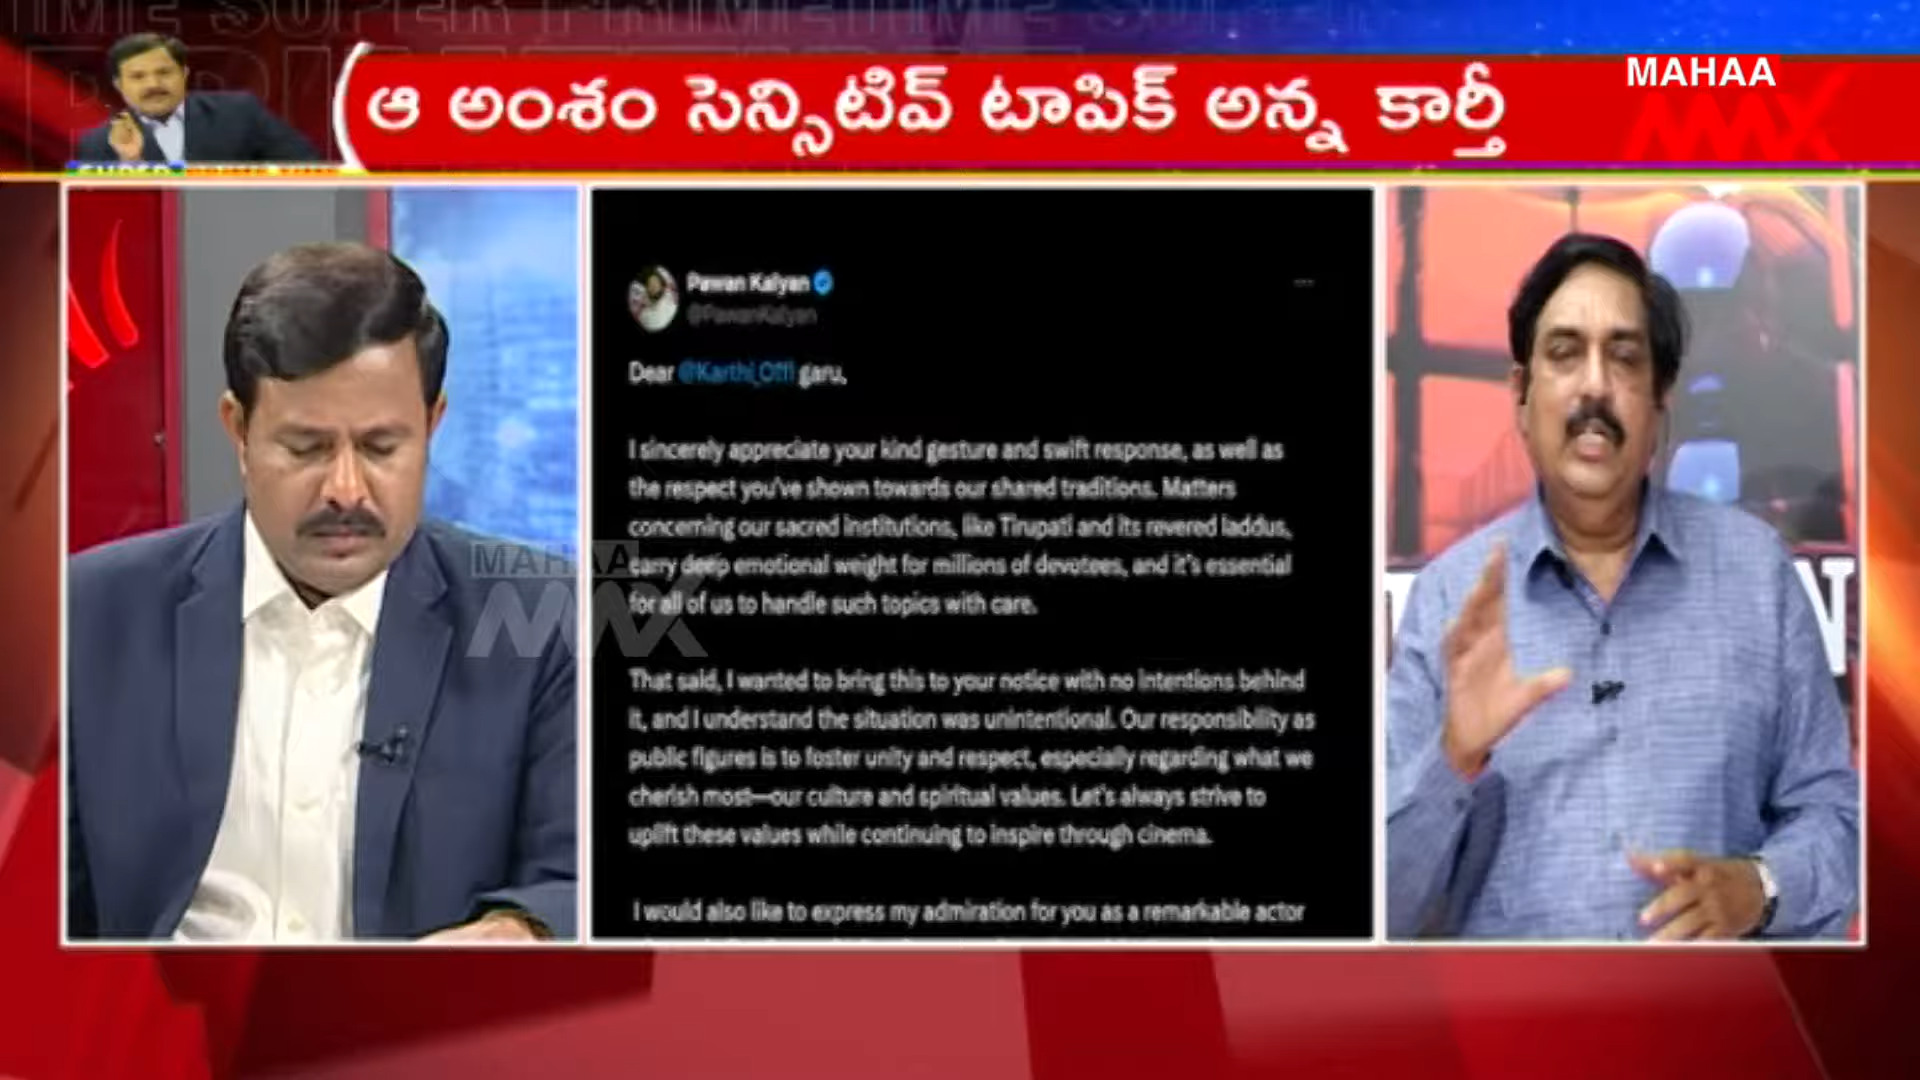 ఆ అంశం సెన్సిటివ్ టాపిక్ అన్న కార్తీ
MAHAA
MAX
SUPER
Pawan Kalyan
@PawanKalyan
Dear @Karthi_Offl garu,
I sincerely appreciate your kind gesture and swift response, as well as
the respect you've shown towards our shared traditions. Matters
concerning our sacred institutions, like Tirupati and its revered laddus,
carry deep emotional weight for millions of devotees, and it's essential
for all of us to handle such topics with care.
That said, I wanted to bring this to your notice with no intentions behind
it, and I understand the situation was unintentional. Our responsibility as
public figures is to foster unity and respect, especially regarding what we
cherish most—our culture and spiritual values. Let's always strive to
uplift these values while continuing to inspire through cinema.
I would also like to express my admiration for you as a remarkable actor
MAHAA
MAX